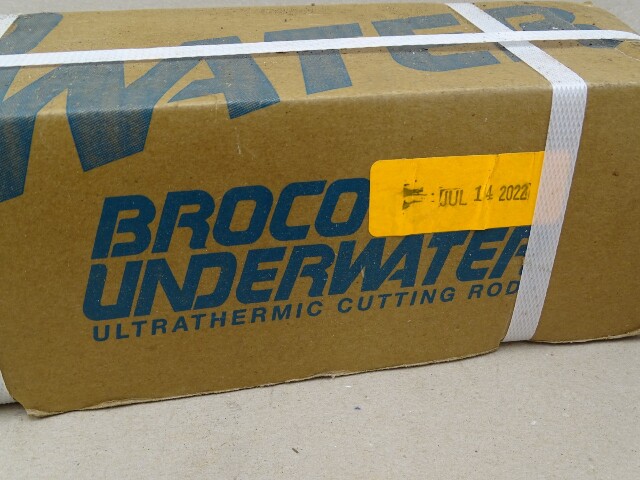 WATER
BROCO
: JUL 14 2022
UNDERWATER
ULTRATHERMIC CUTTING ROD